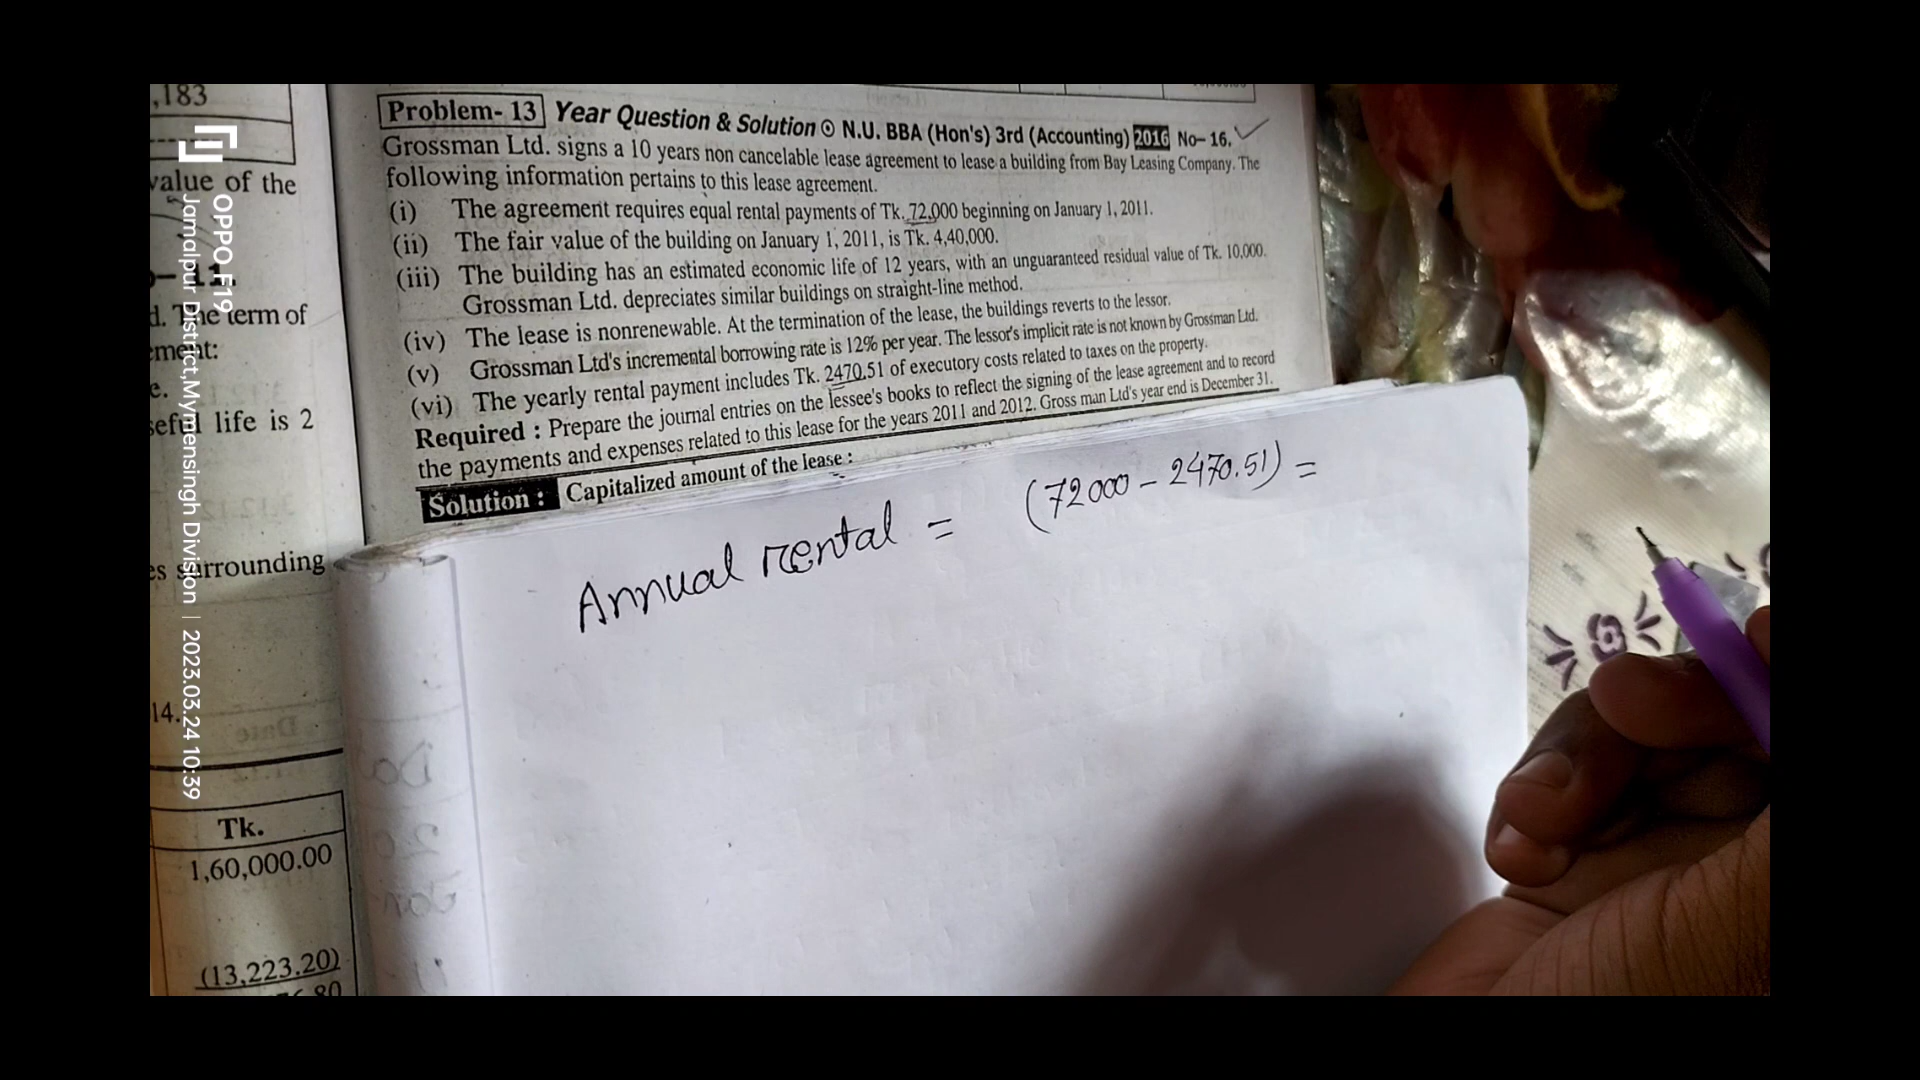 ,183
value of the
d. The term of
ement:
e.
seful life is 2
es surrounding
14.
Tk.
1,60,000.00
(13,223.20)
Problem- 13 Year Question & Solution ⊙ N.U. BBA (Hon's) 3rd (Accounting) 2016 No– 16.
Grossman Ltd. signs a 10 years non cancelable lease agreement to lease a building from Bay Leasing Company. The
following information pertains to this lease agreement.
(i) The agreement requires equal rental payments of Tk. 72,000 beginning on January 1, 2011.
(ii) The fair value of the building on January 1, 2011, is Tk. 4,40,000.
(iii) The building has an estimated economic life of 12 years, with an unguaranteed residual value of Tk. 10,000.
Grossman Ltd. depreciates similar buildings on straight-line method.
(iv) The lease is nonrenewable. At the termination of the lease, the buildings reverts to the lessor.
(v) Grossman Ltd's incremental borrowing rate is 12% per year. The lessor's implicit rate is not known by Grossman Ltd.
(vi) The yearly rental payment includes Tk. 2470.51 of executory costs related to taxes on the property.
Required : Prepare the journal entries on the lessee's books to reflect the signing of the lease agreement and to record
the payments and expenses related to this lease for the years 2011 and 2012. Gross man Ltd's year end is December 31.
Solution : Capitalized amount of the lease :
Annual rental = (72000 – 2470.51) =
OPPO F19
Jamalpur District,Mymensingh Division | 2023.03.24 10:39